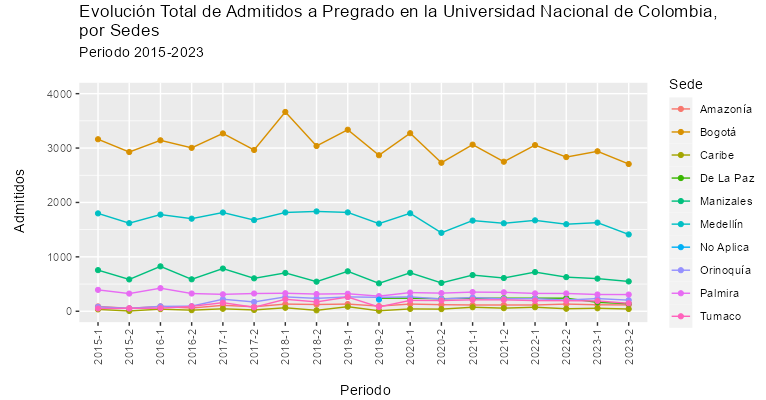 Evolución Total de Admitidos a Pregrado en la Universidad Nacional de Colombia,
por Sedes
Periodo 2015-2023
Admitidos
4000
3000
2000
1000
0
2015-1
2015-2
2016-1
2016-2
2017-1
2017-2
2018-1
2018-2
2019-1
2019-2
2020-1
2020-2
2021-1
2021-2
2022-1
2022-2
2023-1
2023-2
Periodo
Sede
Amazonía
Bogotá
Caribe
De La Paz
Manizales
Medellín
No Aplica
Orinoquía
Palmira
Tumaco